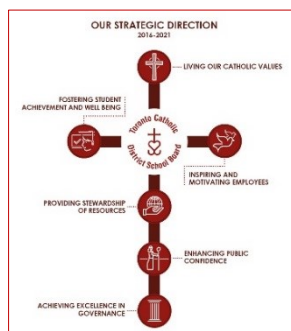 OUR STRATEGIC DIRECTION
2016-2021
LIVING OUR CATHOLIC VALUES
FOSTERING STUDENT
ACHIEVEMENT AND WELL BEING
Toronto Catholic
District School Board
INSPIRING AND
MOTIVATING EMPLOYEES
PROVIDING STEWARDSHIP
OF RESOURCES
ENHANCING PUBLIC
CONFIDENCE
ACHIEVING EXCELLENCE IN
GOVERNANCE